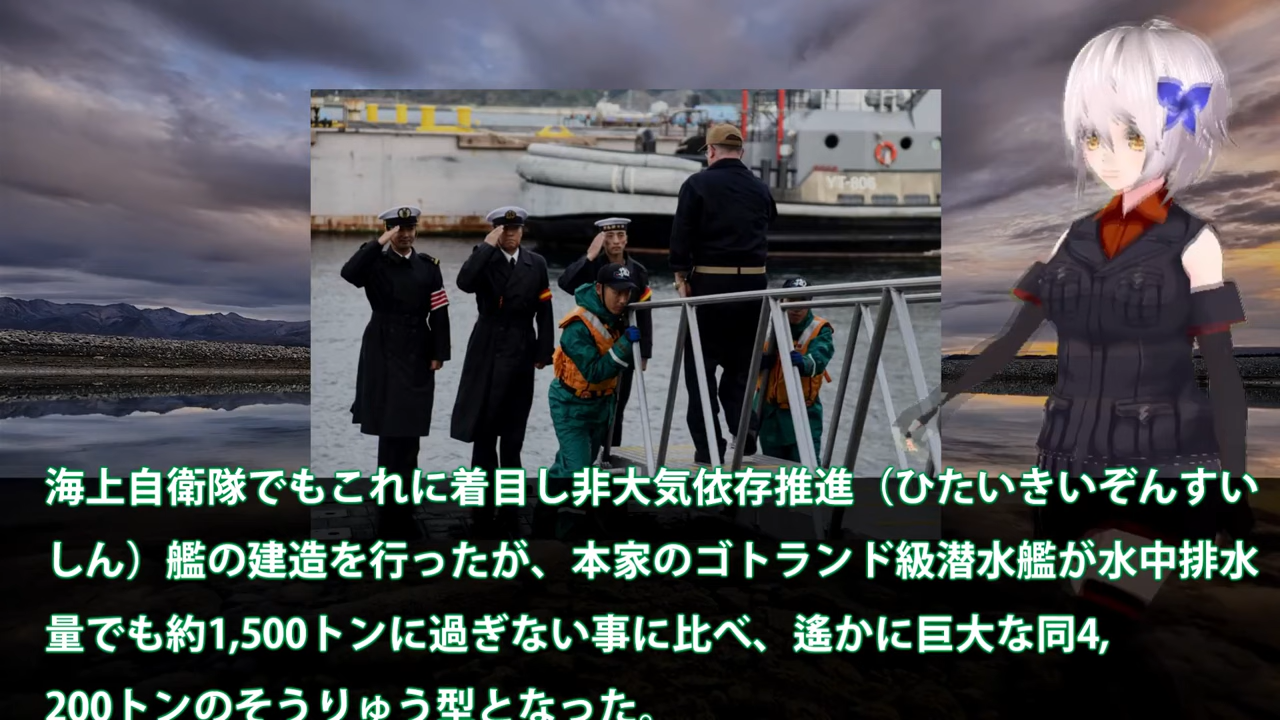 YT-806
海上自衛隊でもこれに着目し非大気依存推進（ひたいきいぞんすい
しん）艦の建造を行ったが、本家のゴトランド級潜水艦が水中排水
量でも約1,500トンに過ぎない事に比べ、遙かに巨大な同4,
200トンのそうりゅう型となった。